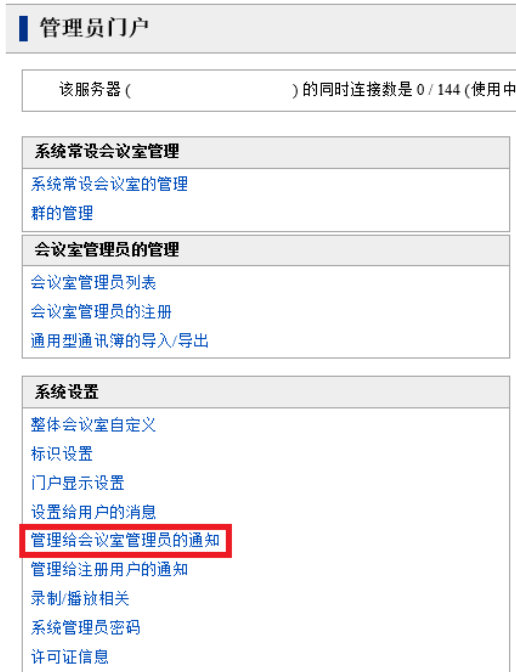 管理员门户
该服务器 ( ) 的同时连接数是 0 / 144 (使用中
系统常设会议室管理
系统常设会议室的管理
群的管理
会议室管理员的管理
会议室管理员列表
会议室管理员的注册
通用型通讯簿的导入/导出
系统设置
整体会议室自定义
标识设置
门户显示设置
设置给用户的消息
管理给会议室管理员的通知
管理给注册用户的通知
录制/播放相关
系统管理员密码
许可证信息